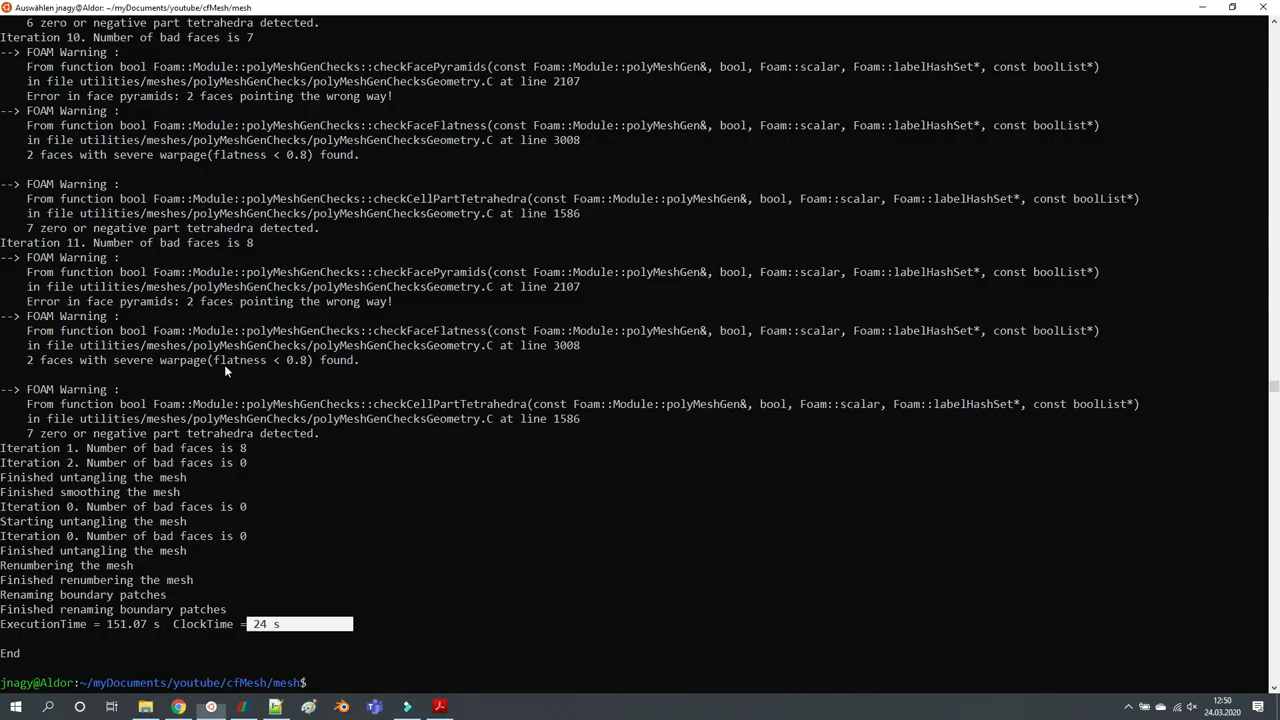 Auswählen jnagy@Aldor: ~/myDocuments/youtube/cfMesh/mesh
6 zero or negative part tetrahedra detected.
Iteration 10. Number of bad faces is 7
--> FOAM Warning :
From function bool Foam::Module::polyMeshGenChecks::checkFacePyramids(const Foam::Module::polyMeshGen&, bool, Foam::scalar, Foam::labelHashSet*, const boolList*)
in file utilities/meshes/polyMeshGenChecks/polyMeshGenChecksGeometry.C at line 2107
Error in face pyramids: 2 faces pointing the wrong way!
--> FOAM Warning :
From function bool Foam::Module::polyMeshGenChecks::checkFaceFlatness(const Foam::Module::polyMeshGen&, bool, Foam::scalar, Foam::labelHashSet*, const boolList*)
in file utilities/meshes/polyMeshGenChecks/polyMeshGenChecksGeometry.C at line 3008
2 faces with severe warpage(flatness < 0.8) found.
--> FOAM Warning :
From function bool Foam::Module::polyMeshGenChecks::checkCellPartTetrahedra(const Foam::Module::polyMeshGen&, bool, Foam::scalar, Foam::labelHashSet*, const boolList*)
in file utilities/meshes/polyMeshGenChecks/polyMeshGenChecksGeometry.C at line 1586
7 zero or negative part tetrahedra detected.
Iteration 11. Number of bad faces is 8
--> FOAM Warning :
From function bool Foam::Module::polyMeshGenChecks::checkFacePyramids(const Foam::Module::polyMeshGen&, bool, Foam::scalar, Foam::labelHashSet*, const boolList*)
in file utilities/meshes/polyMeshGenChecks/polyMeshGenChecksGeometry.C at line 2107
Error in face pyramids: 2 faces pointing the wrong way!
--> FOAM Warning :
From function bool Foam::Module::polyMeshGenChecks::checkFaceFlatness(const Foam::Module::polyMeshGen&, bool, Foam::scalar, Foam::labelHashSet*, const boolList*)
in file utilities/meshes/polyMeshGenChecks/polyMeshGenChecksGeometry.C at line 3008
2 faces with severe warpage(flatness < 0.8) found.
--> FOAM Warning :
From function bool Foam::Module::polyMeshGenChecks::checkCellPartTetrahedra(const Foam::Module::polyMeshGen&, bool, Foam::scalar, Foam::labelHashSet*, const boolList*)
in file utilities/meshes/polyMeshGenChecks/polyMeshGenChecksGeometry.C at line 1586
7 zero or negative part tetrahedra detected.
Iteration 1. Number of bad faces is 8
Iteration 2. Number of bad faces is 0
Finished untangling the mesh
Finished smoothing the mesh
Iteration 0. Number of bad faces is 0
Starting untangling the mesh
Iteration 0. Number of bad faces is 0
Finished untangling the mesh
Renumbering the mesh
Finished renumbering the mesh
Renaming boundary patches
Finished renaming boundary patches
ExecutionTime = 151.07 s  ClockTime = 24 s
End
jnagy@Aldor:~/myDocuments/youtube/cfMesh/mesh$
12:50
24.03.2020